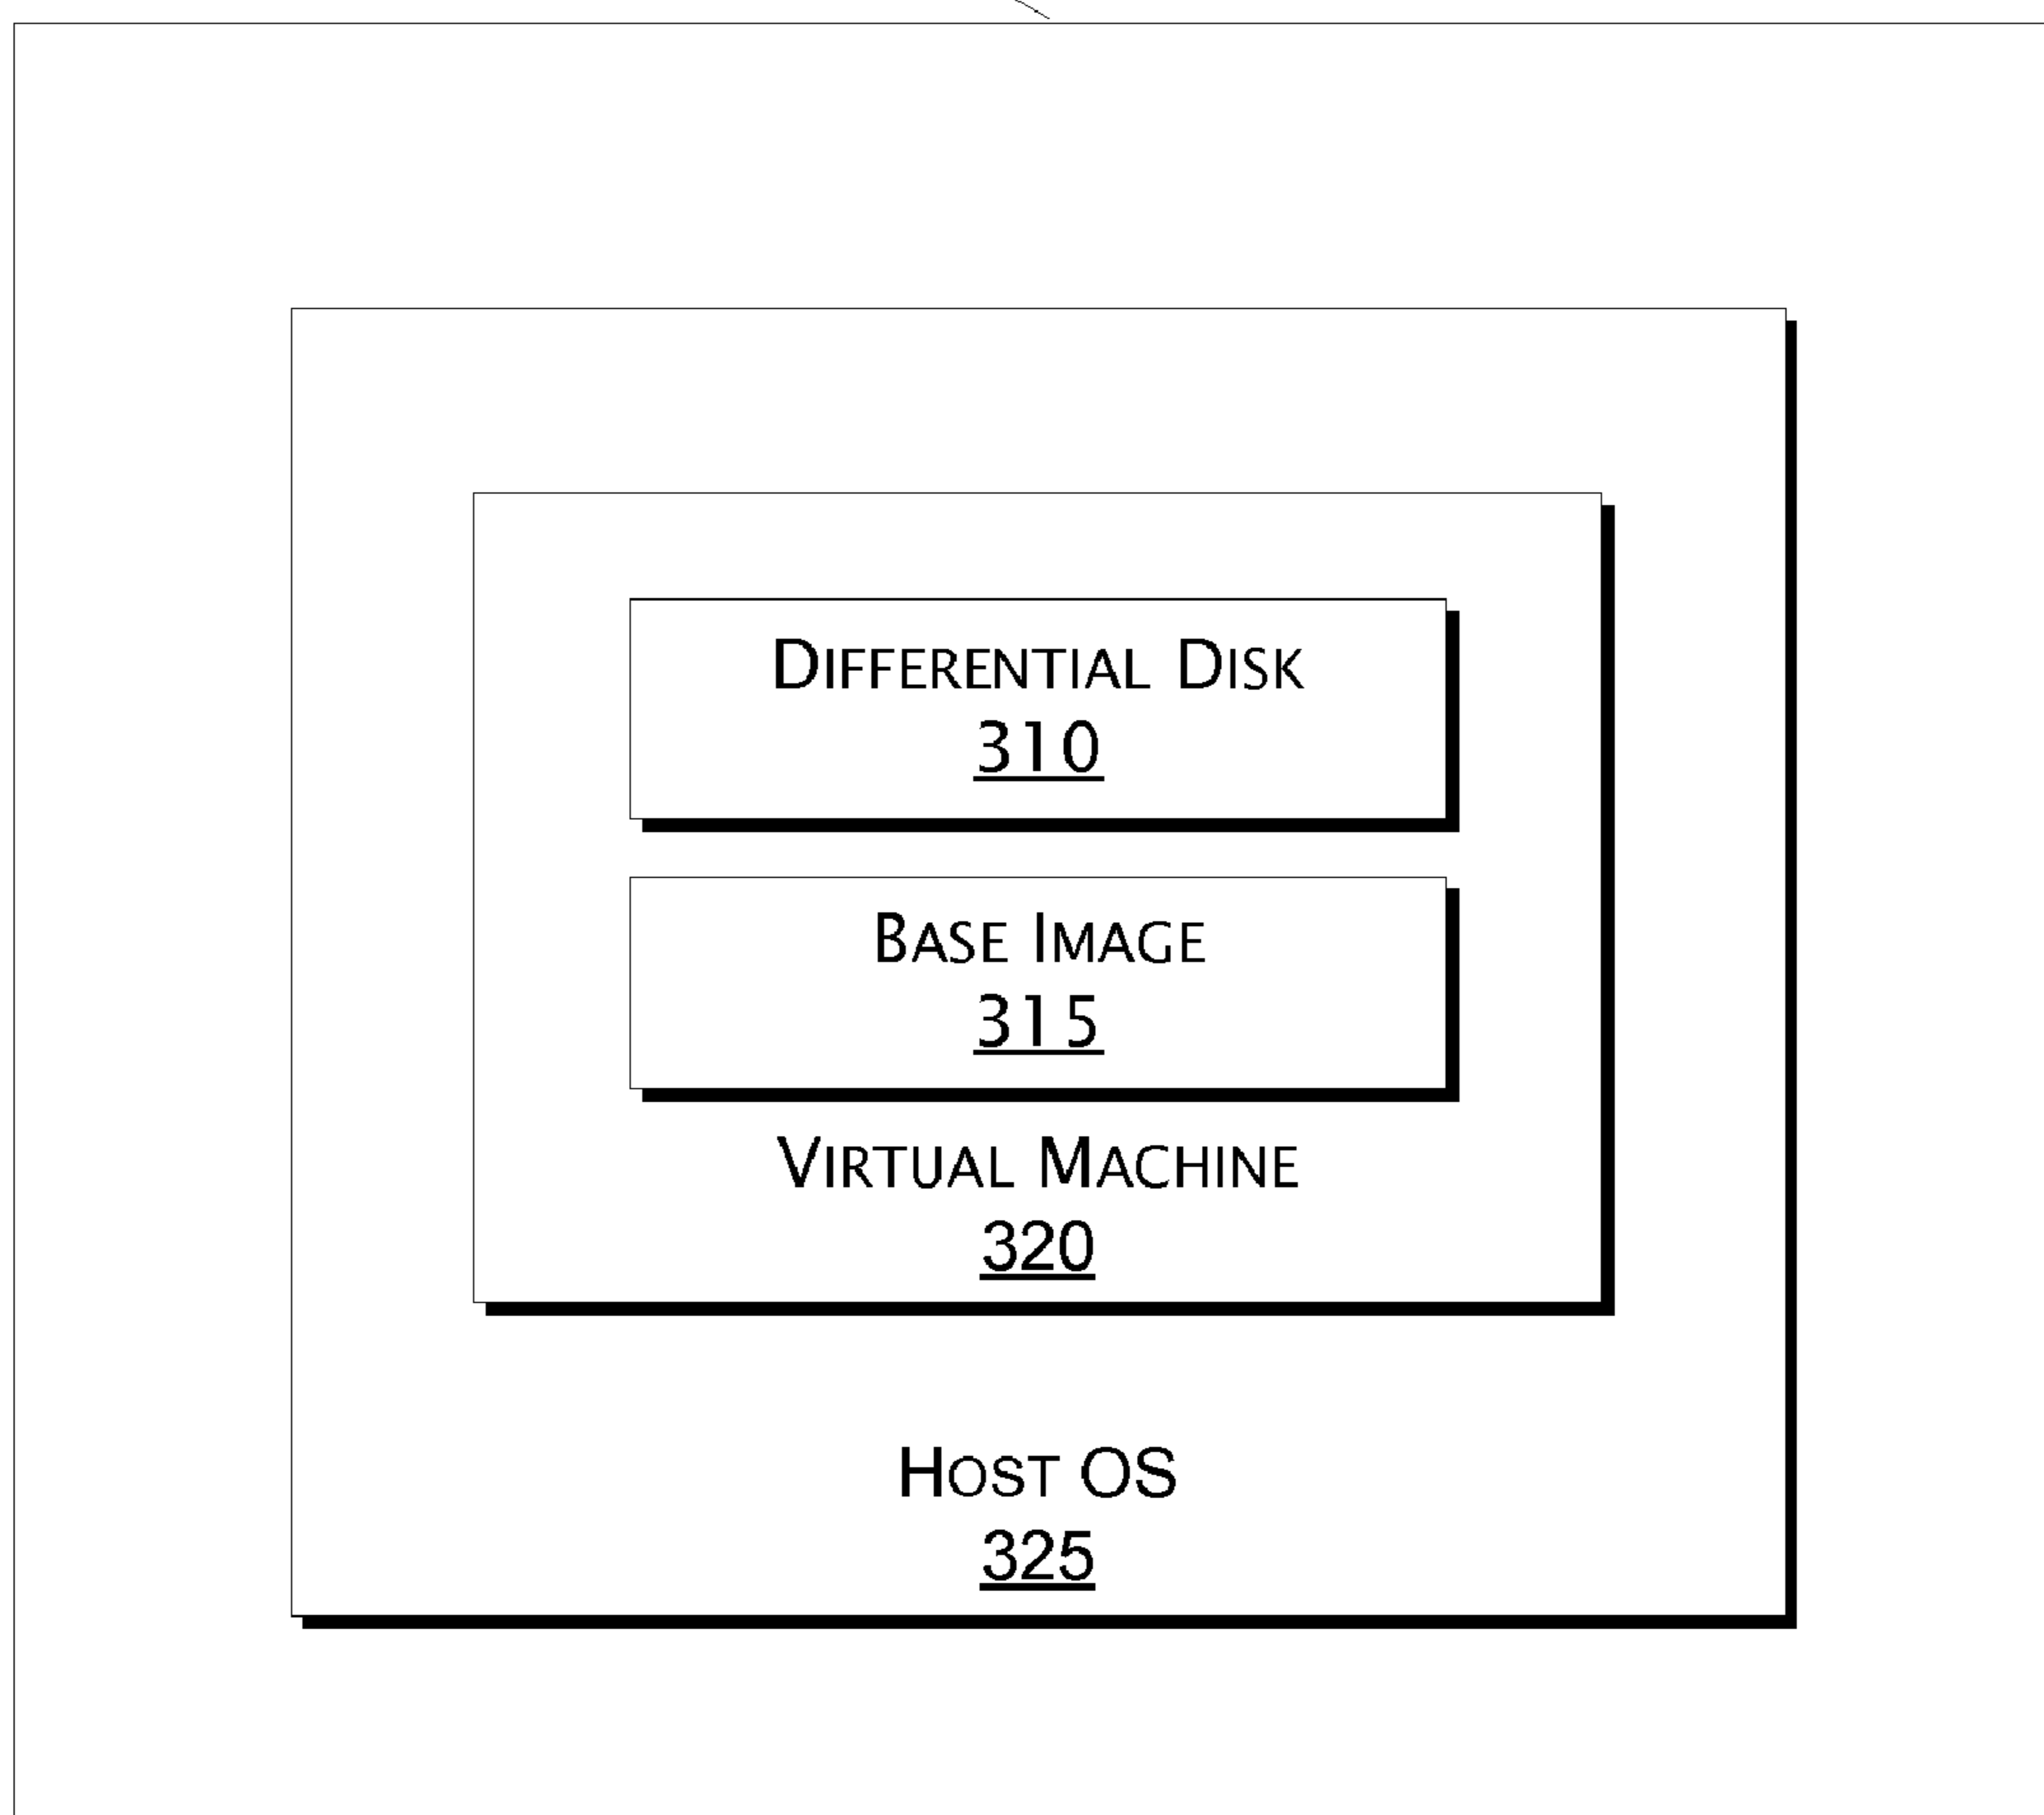 Differential Disk
310
Base Image
315
Virtual Machine
320
Host OS
325